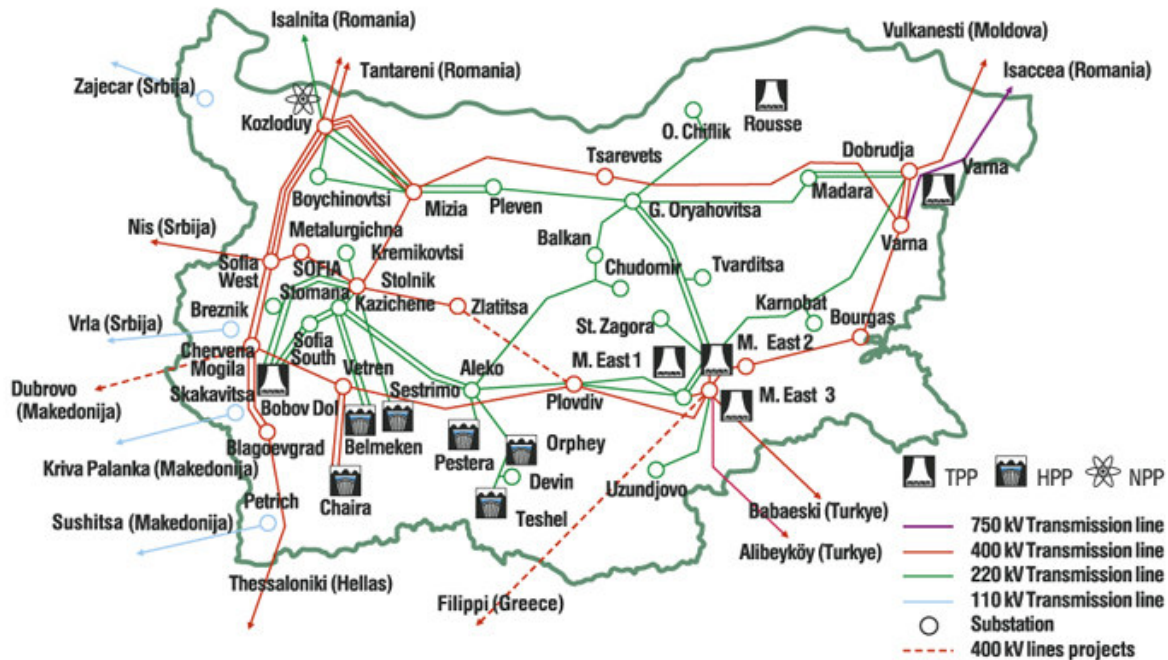 Isalnita (Romania)
Vulkanesti (Moldova)
Zajecar (Srbija)
Tantareni (Romania)
Isaccea (Romania)
Kozloduy
O. Chiflik
Rousse
Tsarevets
Dobrudja
Varna
Boychinovtsi
Mizia
Pleven
G. Oryahovitsa
Madara
Nis (Srbija)
Metalurgichna
Kremikovtsi
Balkan
Varna
Sofia
West
SOFIA
Stolnik
Chudomir
Tvarditsa
Breznik
Stomana
Kazichene
Zlatitsa
Karnobat
Bourgas
Vrla (Srbija)
Sofia
South
St. Zagora
Chervena
Mogila
Vetren
Aleko
M. East 1
M. East 2
Dubrovo
(Makedonija)
Skakavitsa
Bobov Dol
Sestrimo
Plovdiv
M. East 3
Blagoevgrad
Belmeken
Pestera
Orphey
Kriva Palanka (Makedonija)
Chaira
Devin
Uzundjovo
TPP
HPP
NPP
Petrich
Teshel
Babaeski (Turkye)
Sushitsa (Makedonija)
Alibeyköy (Turkye)
Thessaloniki (Hellas)
Filippi (Greece)
750 kV Transmission line
400 kV Transmission line
220 kV Transmission line
110 kV Transmission line
Substation
400 kV lines projects